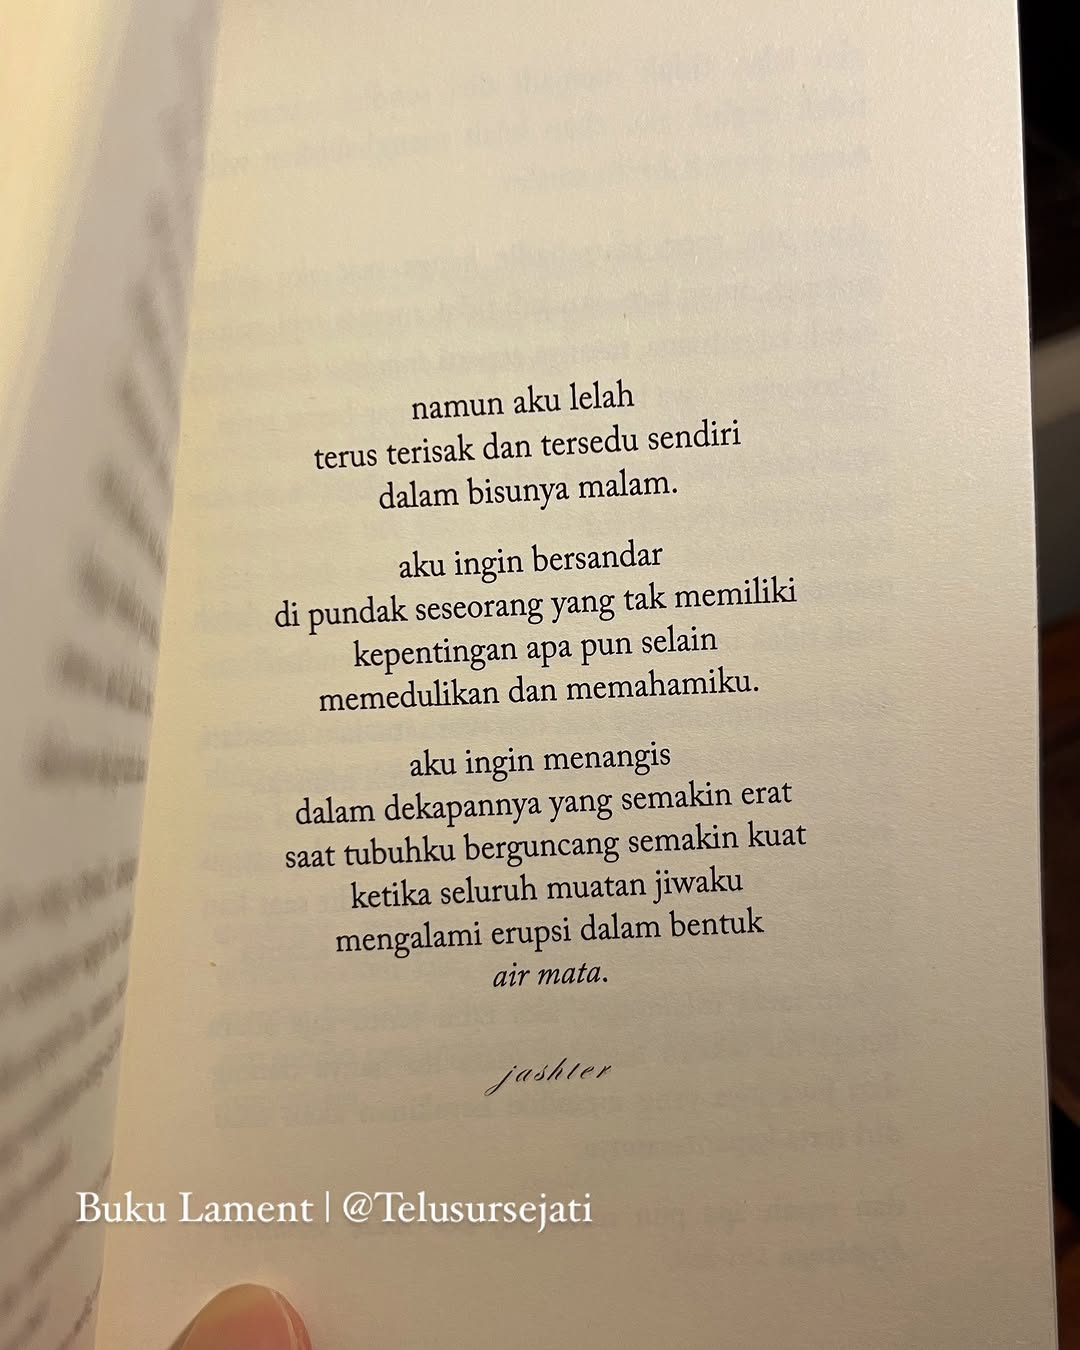 namun aku lelah
terus terisak dan tersedu sendiri
dalam bisunya malam.
aku ingin bersandar
di pundak seseorang yang tak memiliki
kepentingan apa pun selain
memedulikan dan memahamiku.
aku ingin menangis
dalam dekapannya yang semakin erat
saat tubuhku berguncang semakin kuat
ketika seluruh muatan jiwaku
mengalami erupsi dalam bentuk
air mata.
jashter
Buku Lament | @Telusursejati